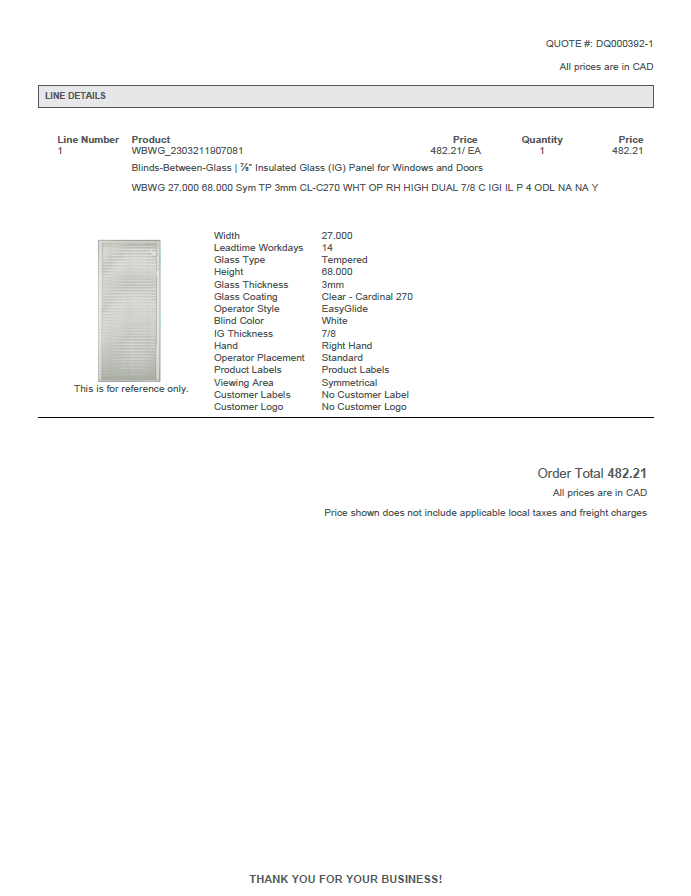 QUOTE #: DQ000392-1
All prices are in CAD
LINE DETAILS
Line Number Product Price Quantity Price
1 WBWG_2303211907081 482.21/ EA 1 482.21
Blinds-Between-Glass | ⅞" Insulated Glass (IG) Panel for Windows and Doors
WBWG 27.000 68.000 Sym TP 3mm CL-C270 WHT OP RH HIGH DUAL 7/8 C IGI IL P 4 ODL NA NA Y
Width 27.000
Leadtime Workdays 14
Glass Type Tempered
Height 68.000
Glass Thickness 3mm
Glass Coating Clear - Cardinal 270
Operator Style EasyGlide
Blind Color White
IG Thickness 7/8
Hand Right Hand
Operator Placement Standard
Product Labels Product Labels
Viewing Area Symmetrical
Customer Labels No Customer Label
Customer Logo No Customer Logo
This is for reference only.
Order Total 482.21
All prices are in CAD
Price shown does not include applicable local taxes and freight charges
THANK YOU FOR YOUR BUSINESS!